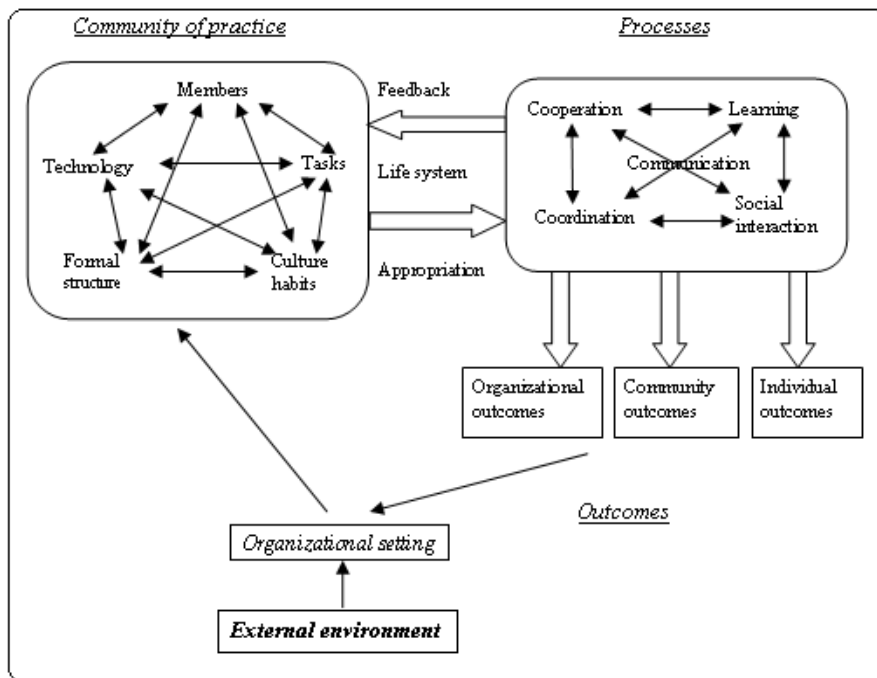 Community of practice
Processes
Members
Technology
Tasks
Formal
structure
Culture
habits
Feedback
Life system
Appropriation
Cooperation
Learning
Communication
Coordination
Social
interaction
Organizational
outcomes
Community
outcomes
Individual
outcomes
Outcomes
Organizational setting
External environment